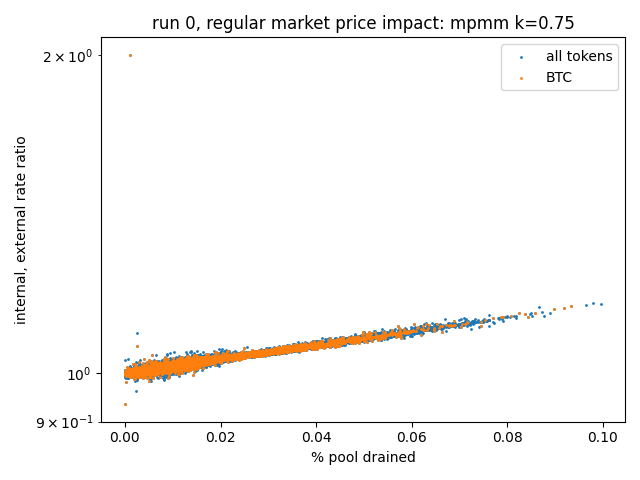 run 0, regular market price impact: mpmm k=0.75
all tokens
BTC
2 × 10⁰
10⁰
9 × 10⁻¹
internal, external rate ratio
0.00 0.02 0.04 0.06 0.08 0.10
% pool drained